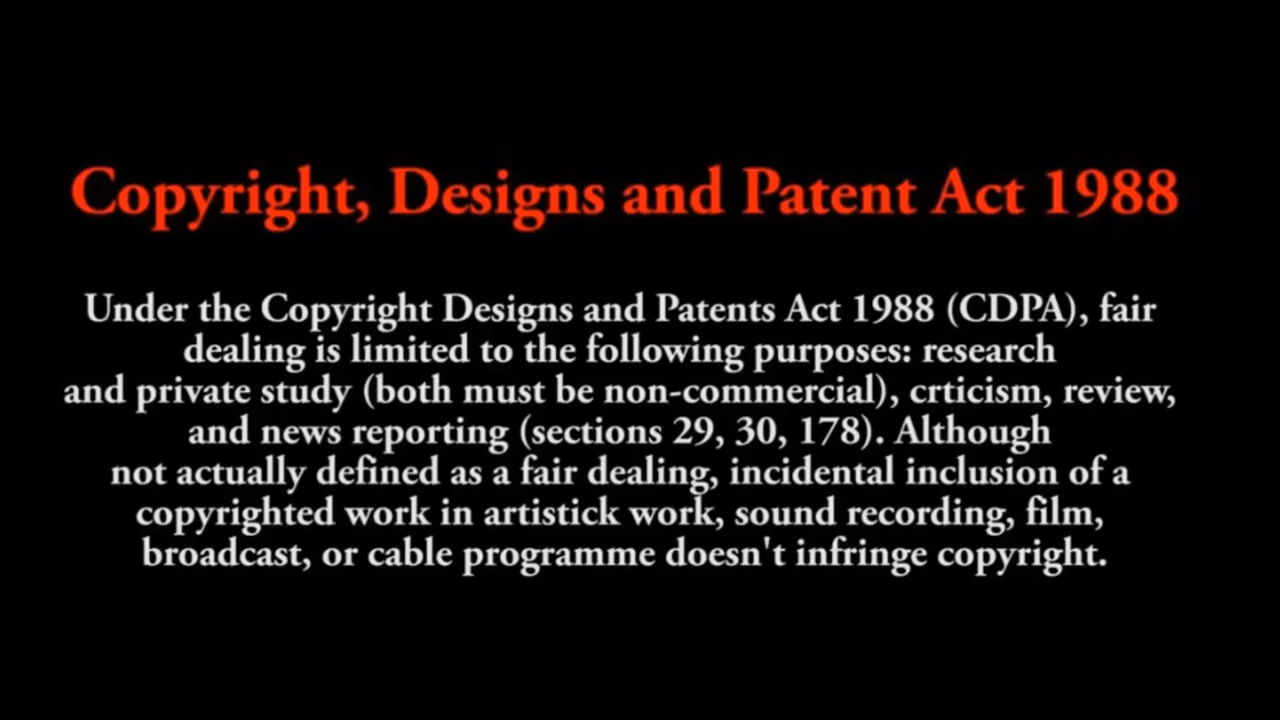 Copyright, Designs and Patent Act 1988
Under the Copyright Designs and Patents Act 1988 (CDPA), fair
dealing is limited to the following purposes: research
and private study (both must be non-commercial), crticism, review,
and news reporting (sections 29, 30, 178). Although
not actually defined as a fair dealing, incidental inclusion of a
copyrighted work in artistick work, sound recording, film,
broadcast, or cable programme doesn't infringe copyright.